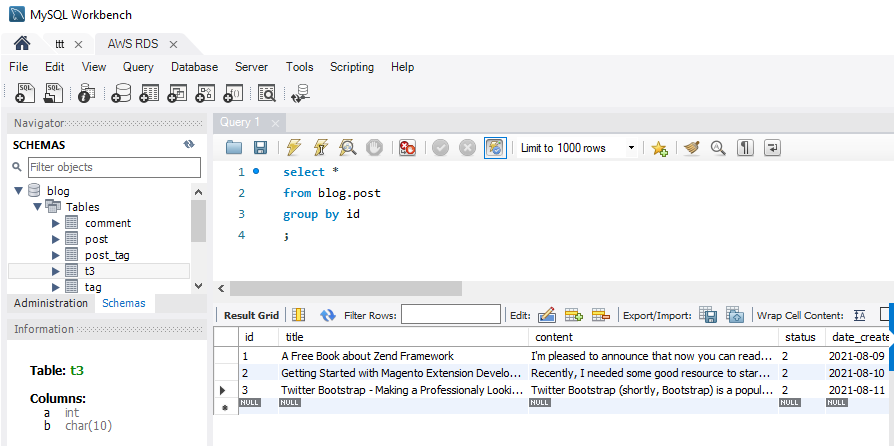 MySQL Workbench
ttt AWS RDS
File Edit View Query Database Server Tools Scripting Help
Navigator
SCHEMAS
Filter objects
blog
Tables
comment
post
post_tag
t3
tag
Administration Schemas
Information
Table: t3
Columns:
a int
b char(10)
Query 1
Limit to 1000 rows
1 select *
2 from blog.post
3 group by id
4 ;
Result Grid Filter Rows: Edit: Export/Import: Wrap Cell Content:
id title content status date_create
1 A Free Book about Zend Framework I'm pleased to announce that now you can read... 2 2021-08-09
2 Getting Started with Magento Extension Develo... Recently, I needed some good resource to star... 2 2021-08-10
3 Twitter Bootstrap - Making a Professionaly Looki... Twitter Bootstrap (shortly, Bootstrap) is a popul... 2 2021-08-11
NULL NULL NULL NULL NULL